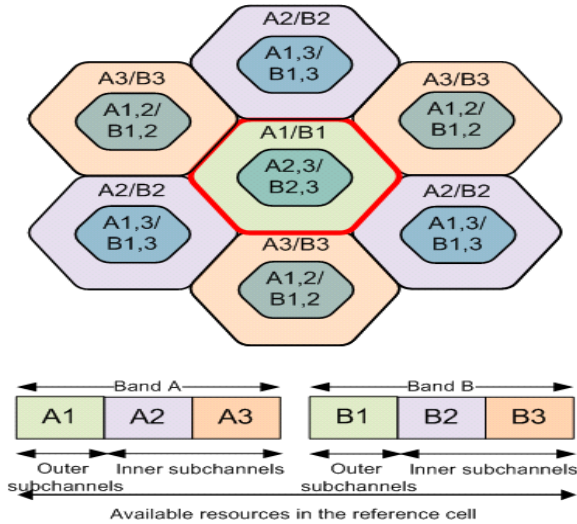 A2/B2
A1,3/
B1,3
A3/B3
A1,2/
B1,2
A3/B3
A1,2/
B1,2
A1/B1
A2,3/
B2,3
A2/B2
A1,3/
B1,3
A2/B2
A1,3/
B1,3
A3/B3
A1,2/
B1,2
Band A
Band B
A1 A2 A3 B1 B2 B3
Outer
subchannels
Inner subchannels
Outer
subchannels
Inner subchannels
Available resources in the reference cell